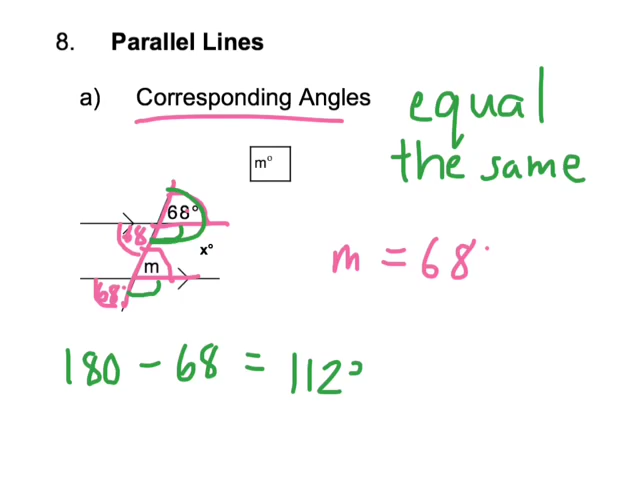 8. Parallel Lines
a) Corresponding Angles
equal
the same
m°
68°
68
x°
m = 68°
m
68°
180 - 68 = 112°